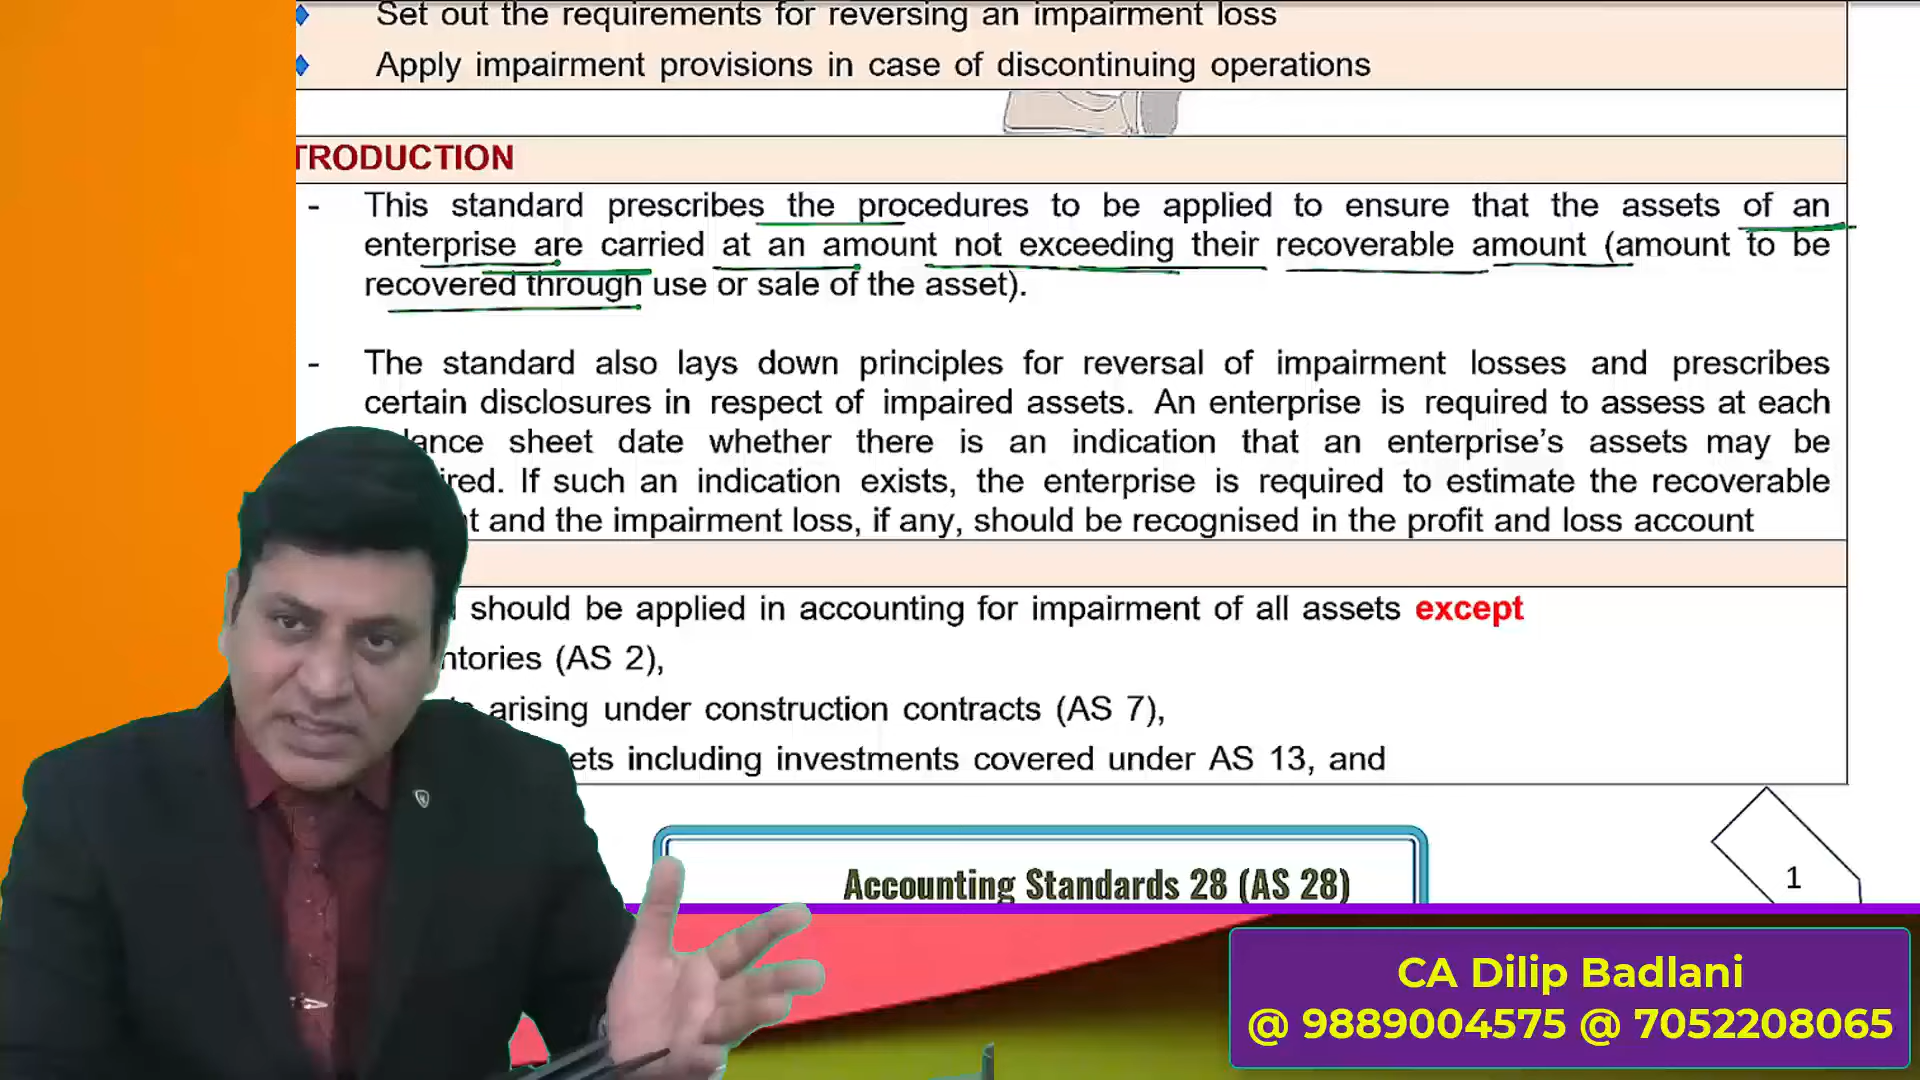 Set out the requirements for reversing an impairment loss
Apply impairment provisions in case of discontinuing operations
TRODUCTION
- This standard prescribes the procedures to be applied to ensure that the assets of an
enterprise are carried at an amount not exceeding their recoverable amount (amount to be
recovered through use or sale of the asset).
- The standard also lays down principles for reversal of impairment losses and prescribes
certain disclosures in respect of impaired assets. An enterprise is required to assess at each
lance sheet date whether there is an indication that an enterprise's assets may be
ired. If such an indication exists, the enterprise is required to estimate the recoverable
t and the impairment loss, if any, should be recognised in the profit and loss account
should be applied in accounting for impairment of all assets except
ntories (AS 2),
arising under construction contracts (AS 7),
ets including investments covered under AS 13, and
1
Accounting Standards 28 (AS 28)
CA Dilip Badlani
@ 9889004575 @ 7052208065